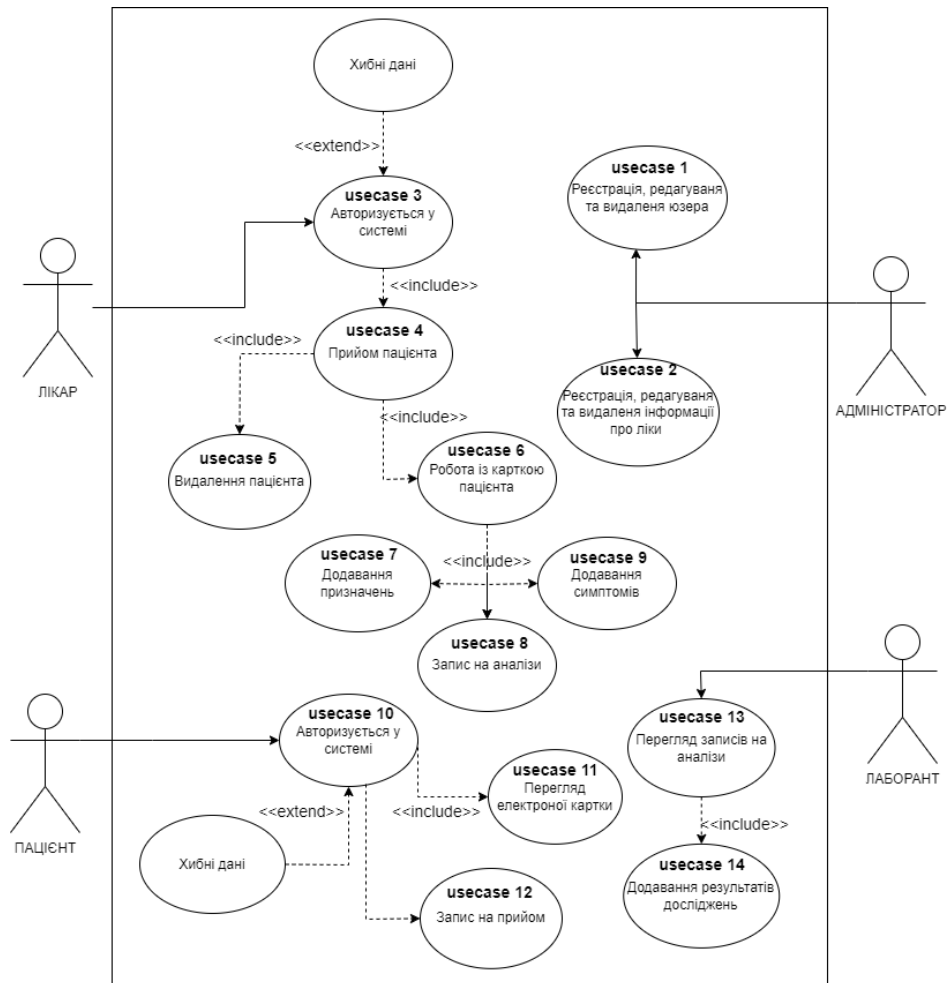 Хибні дані
<<extend>>
usecase 3
Авторизується у
системі
<<include>>
usecase 1
Реєстрація, редагуваня
та видаленя юзера
ЛІКАР
usecase 4
Прийом пацієнта
<<include>>
<<include>>
usecase 2
Реєстрація, редагуваня
та видаленя інформації
про ліки
АДМІНІСТРАТОР
usecase 5
Видалення пацієнта
usecase 6
Робота із карткою
пацієнта
<<include>>
usecase 7
Додавання
призначень
usecase 9
Додавання
симптомів
usecase 8
Запис на аналізи
usecase 10
Авторизується у
системі
usecase 13
Перегляд записів на
аналізи
ЛАБОРАНТ
ПАЦІЄНТ
<<extend>>
<<include>>
usecase 11
Перегляд
електроної картки
<<include>>
Хибні дані
usecase 12
Запис на прийом
usecase 14
Додавання результатів
досліджень